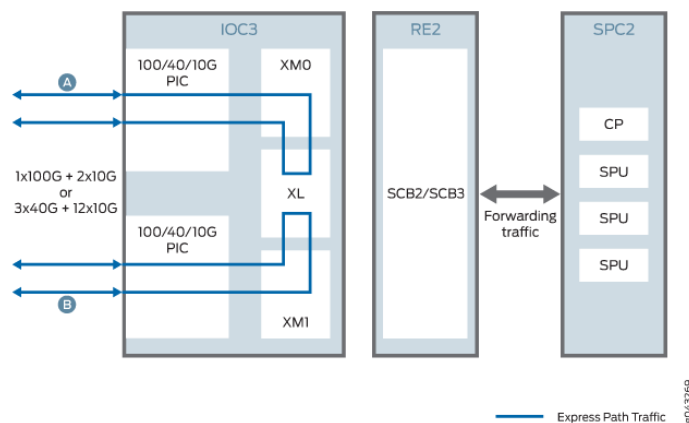 IOC3
100/40/10G
PIC
XM0
A
1x100G + 2x10G
or
3x40G + 12x10G
XL
100/40/10G
PIC
B
XM1
RE2
SCB2/SCB3
Forwarding
traffic
SPC2
CP
SPU
SPU
SPU
Express Path Traffic
g043269